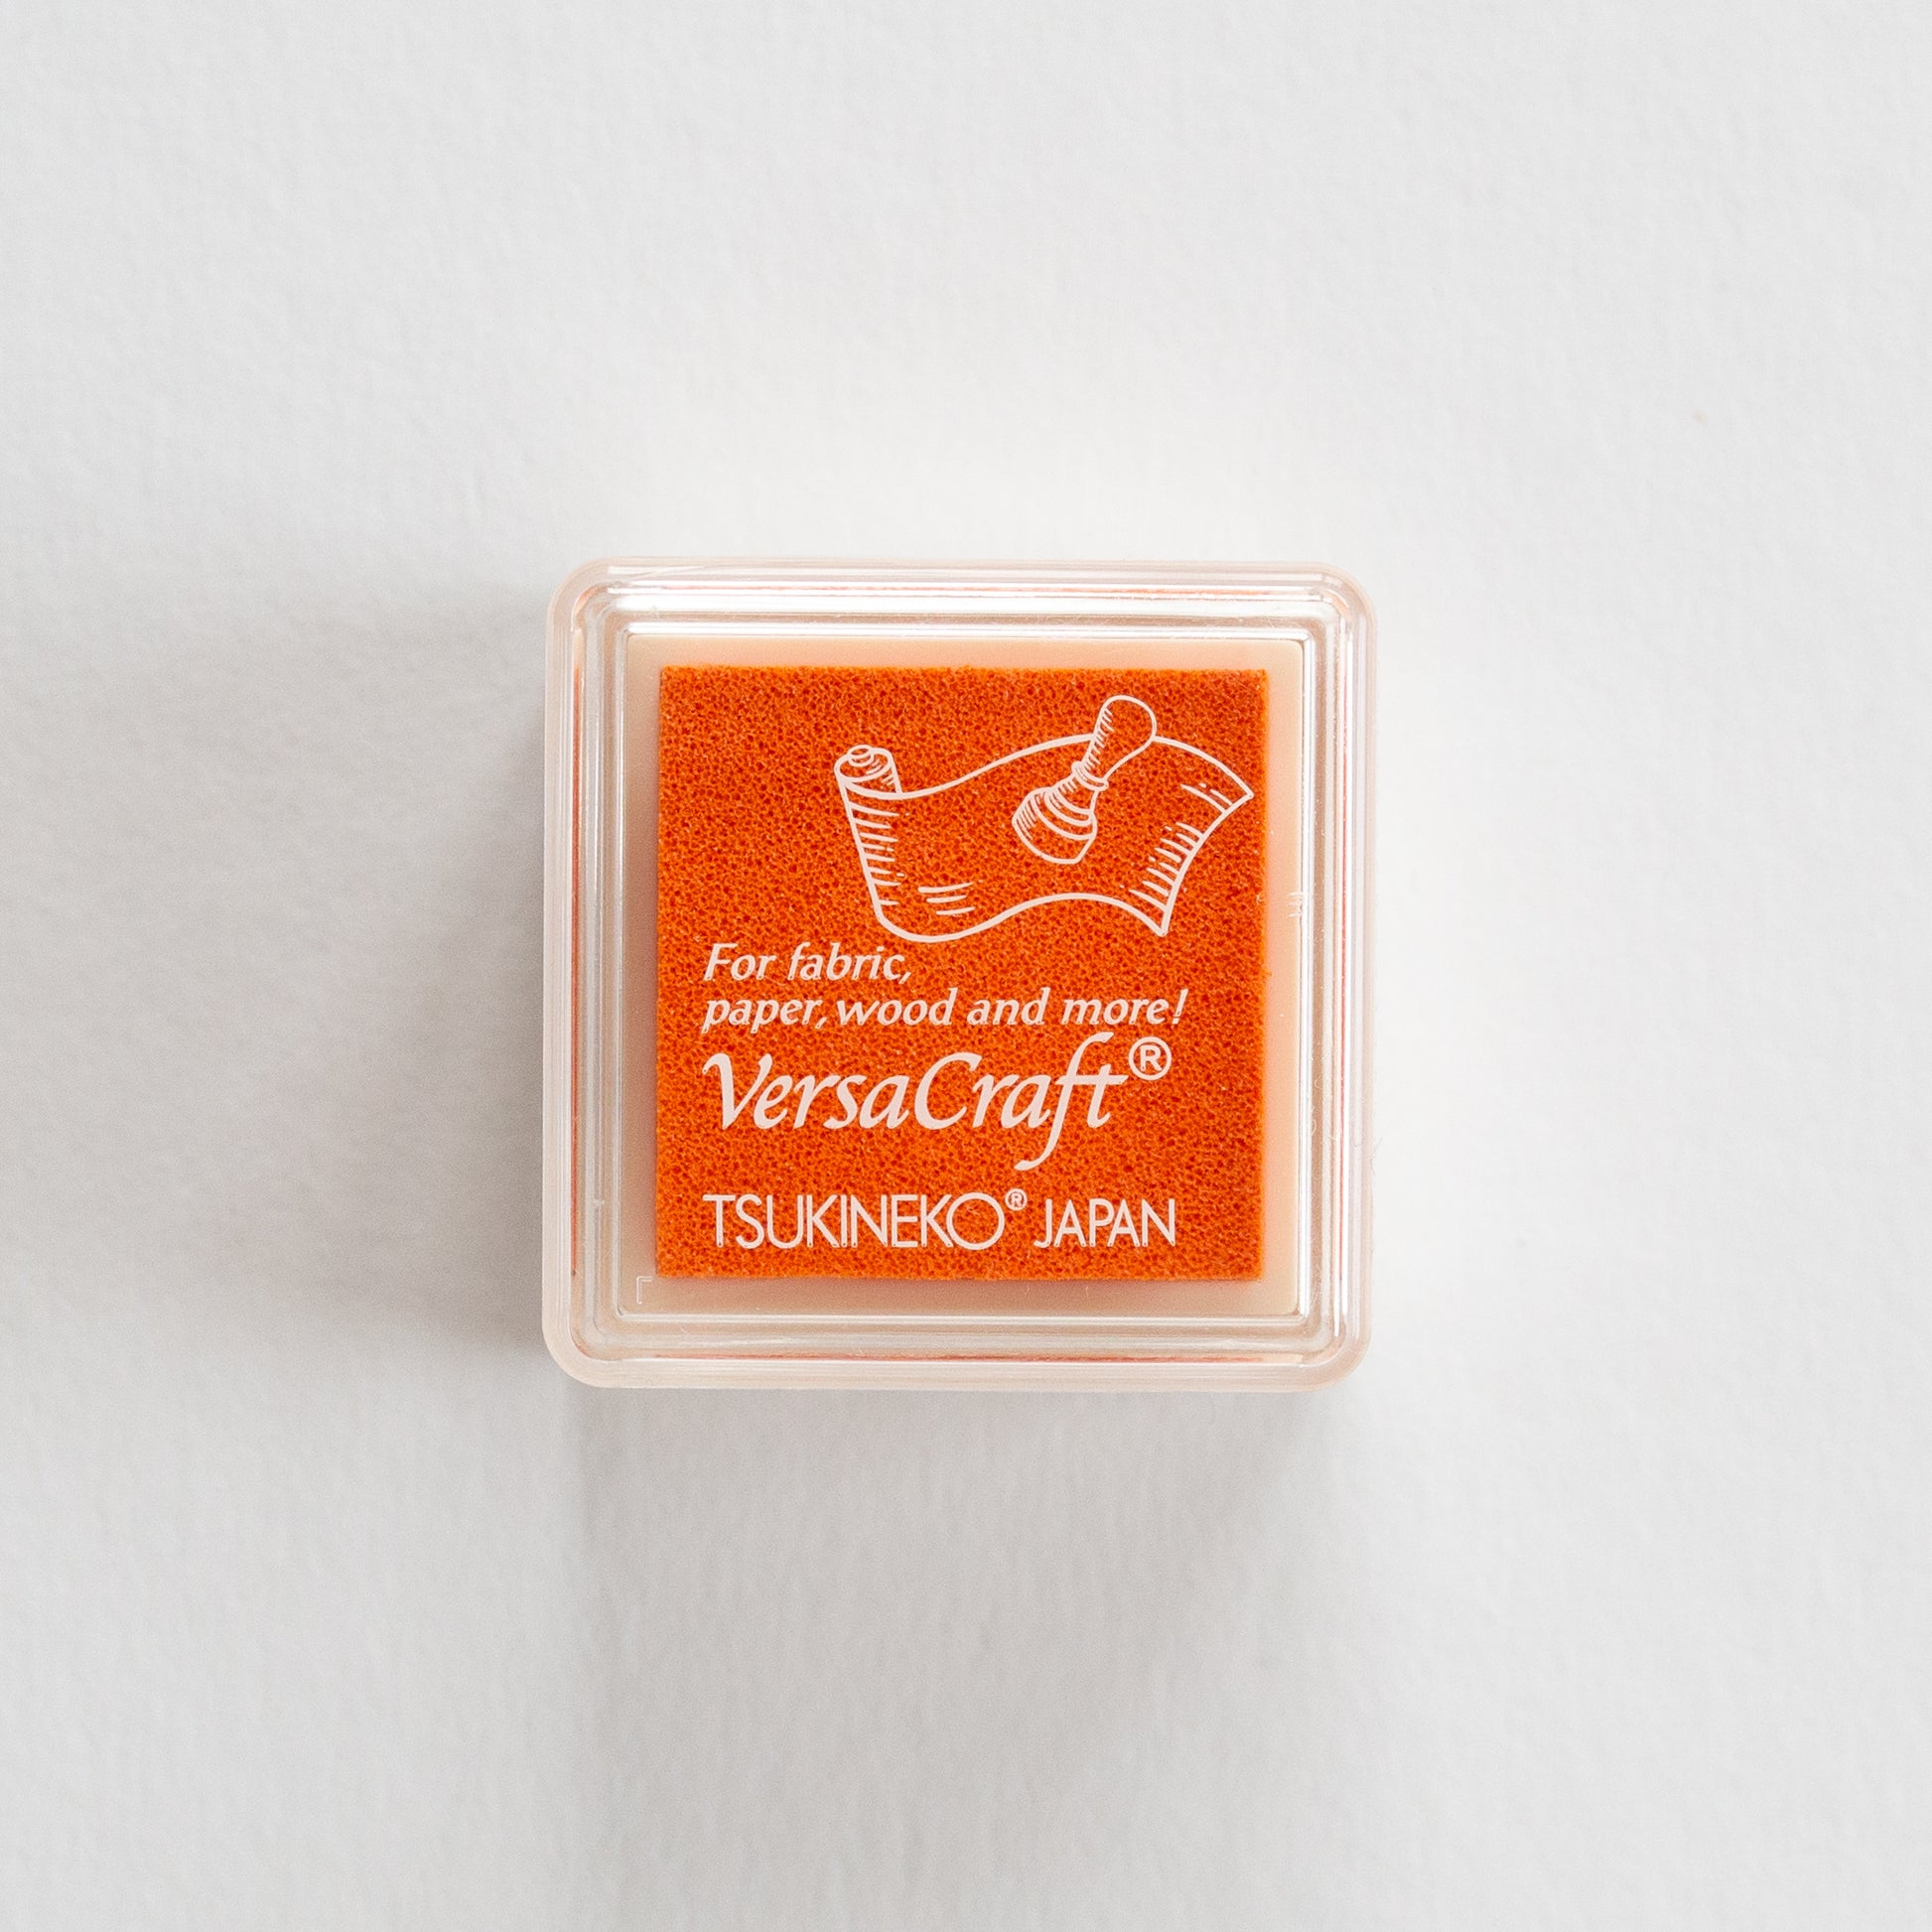 For fabric,
paper, wood and more!
VersaCraft®
TSUKINEKO® JAPAN